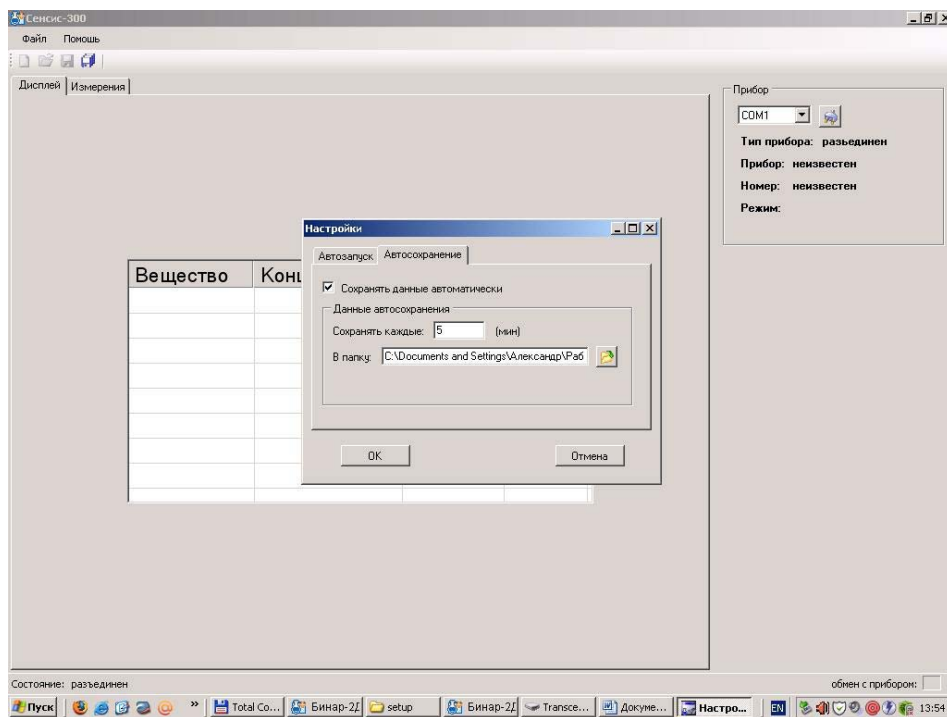 Сенсис-300
Файл Помошь
Дисплей Измерения
Прибор
COM1
Тип прибора: разьединен
Прибор: неизвестен
Номер: неизвестен
Режим:
Настройки
Автозапуск Автосохранение
Вещество Конц
Сохранять данные автоматически
Данные автосохранения
Сохранять каждые: 5 (мин)
В папку: C:\Documents and Settings\Александр\Раб
OK Отмена
Состояние: разъединен обмен с прибором:
Пуск » Total Co... Бинар-2Д setup Бинар-2Д Transce... Докуме... Настро... EN 13:54